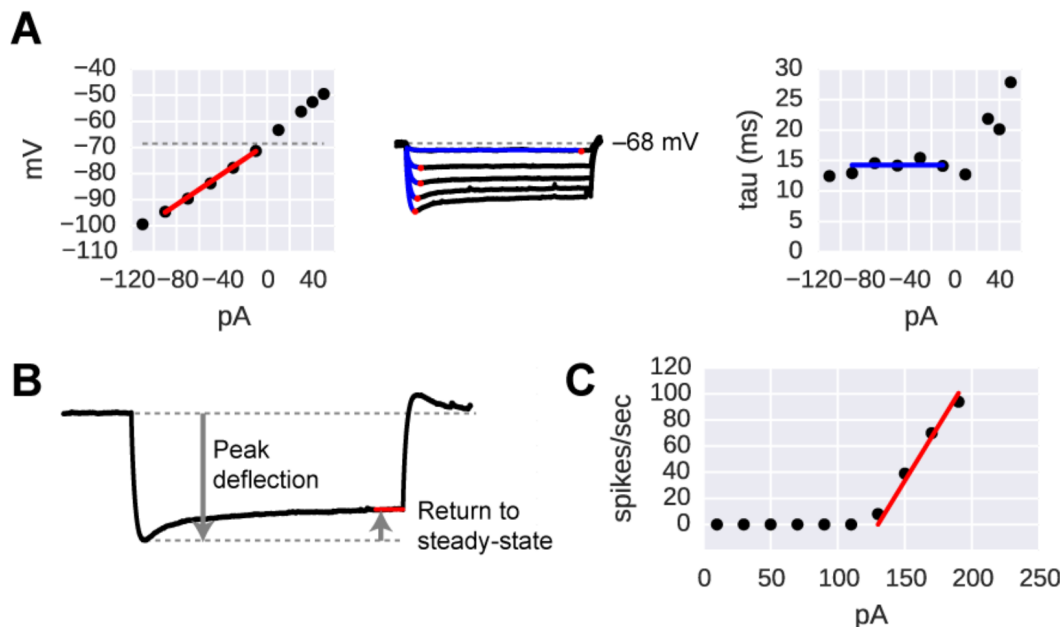 A
−40
−50
−60
−70
−80
−90
−100
−110
mV
−120 −80 −40 0 40
pA
−68 mV
30
25
20
15
10
5
0
tau (ms)
−120 −80 −40 0 40
pA
B
Peak
deflection
Return to
steady-state
C
120
100
80
60
40
20
0
spikes/sec
0 50 100 150 200 250
pA